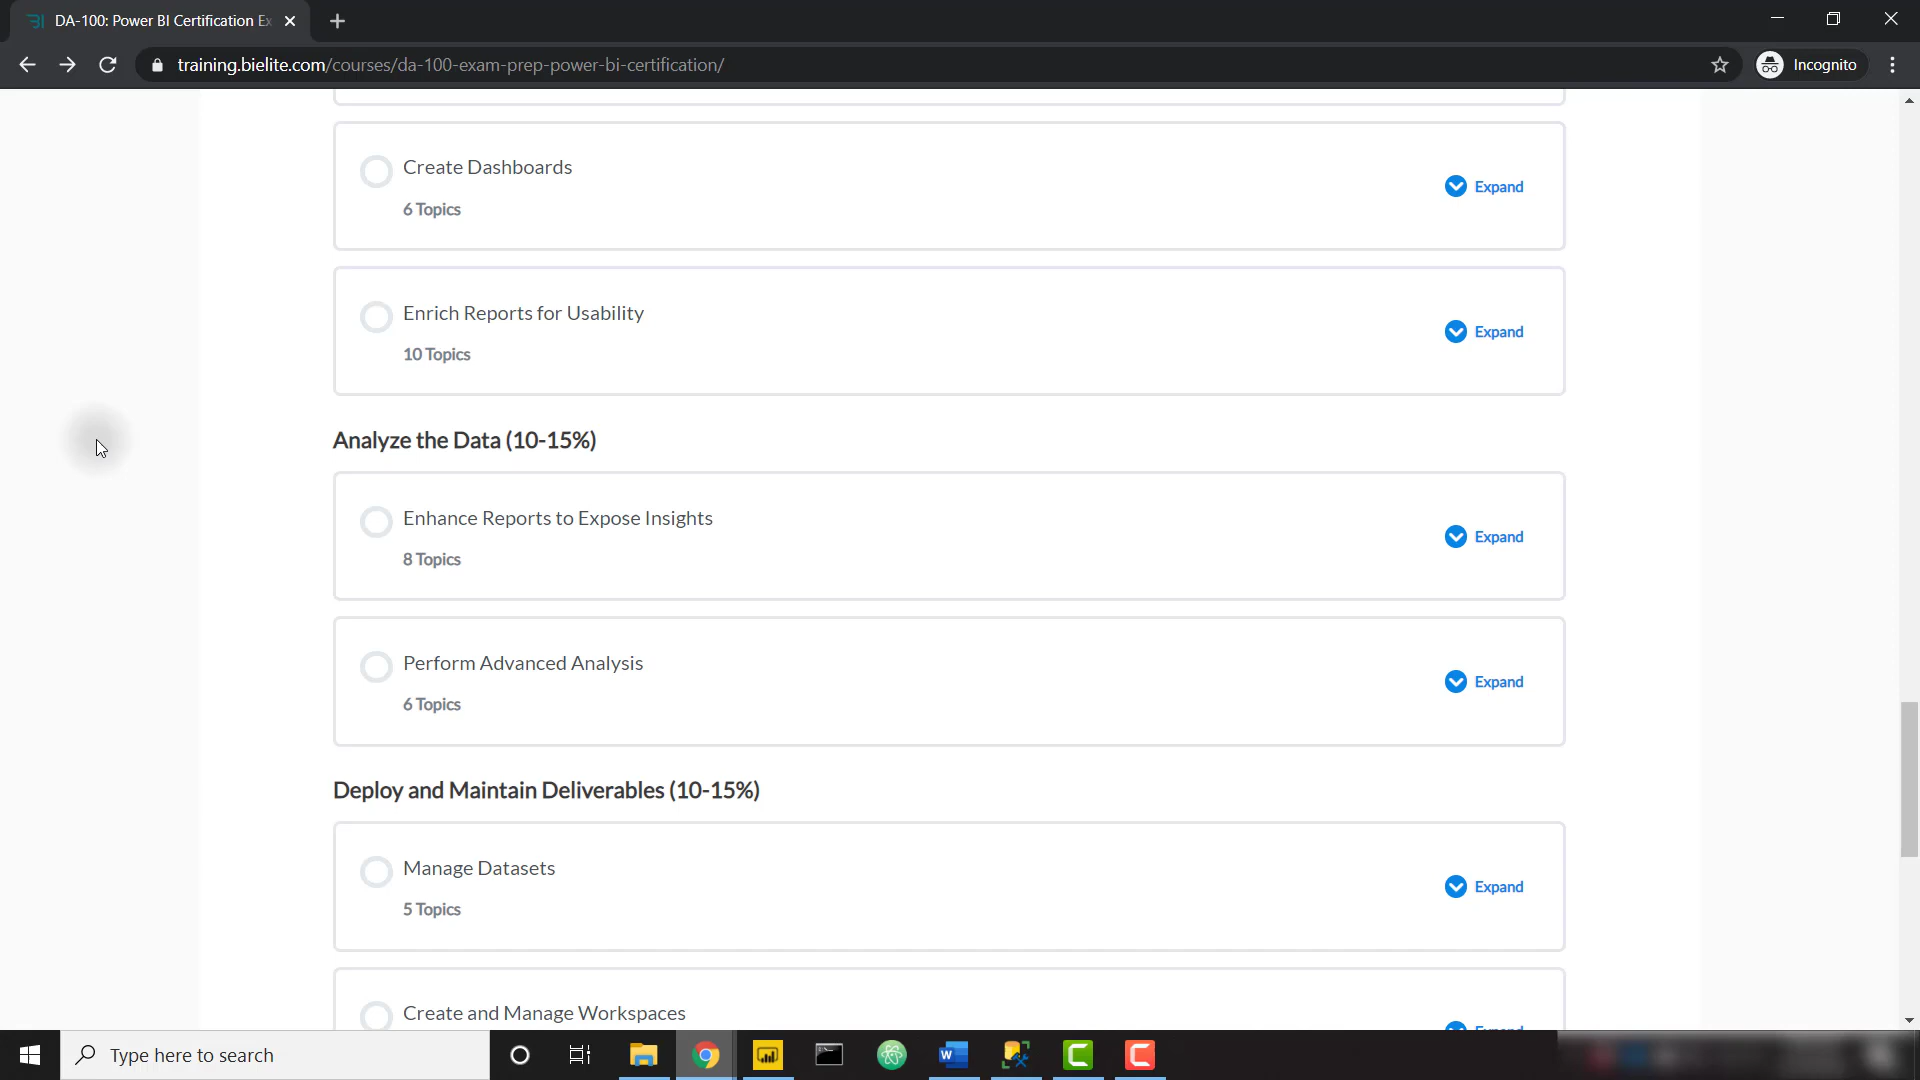 DA-100: Power BI Certification Ex
training.bielite.com/courses/da-100-exam-prep-power-bi-certification/
Incognito
Create Dashboards
6 Topics
Expand
Enrich Reports for Usability
10 Topics
Expand
Analyze the Data (10-15%)
Enhance Reports to Expose Insights
8 Topics
Expand
Perform Advanced Analysis
6 Topics
Expand
Deploy and Maintain Deliverables (10-15%)
Manage Datasets
5 Topics
Expand
Create and Manage Workspaces
Type here to search